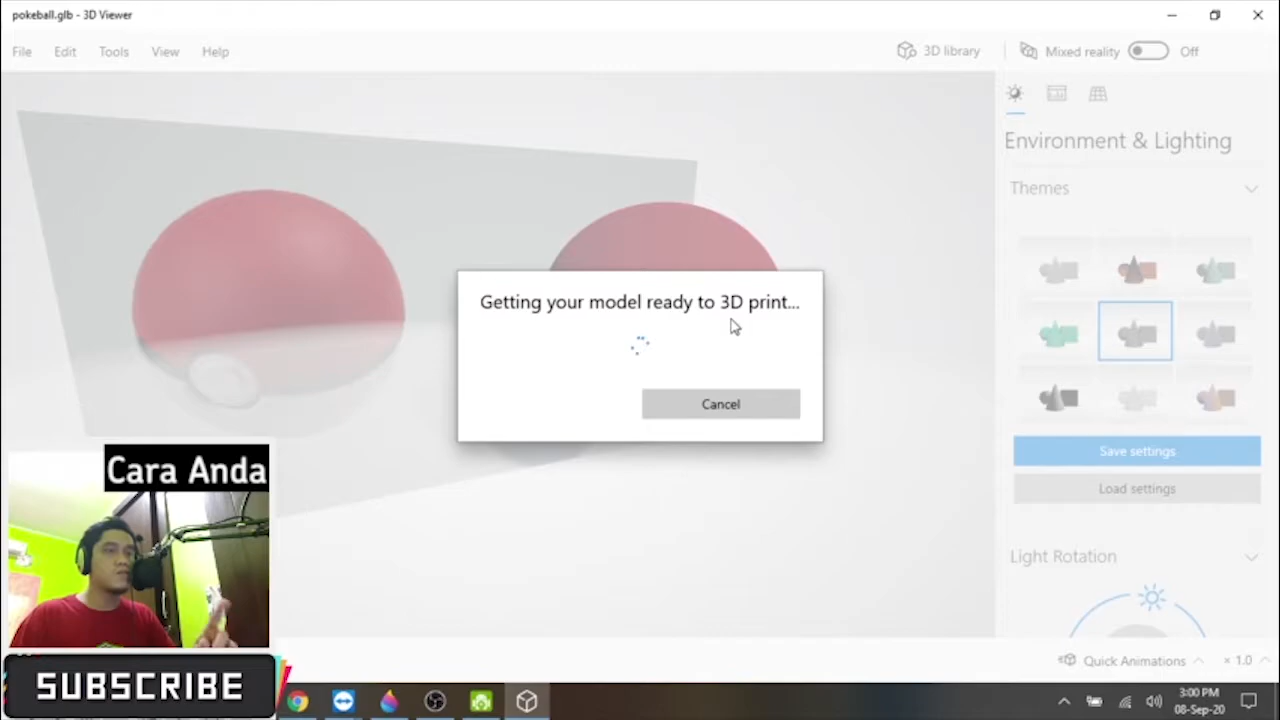 pokeball.glb - 3D Viewer
File Edit Tools View Help
3D library
Mixed reality Off
Environment & Lighting
Themes
Getting your model ready to 3D print...
Cancel
Save settings
Load settings
Light Rotation
Cara Anda
SUBSCRIBE
Quick Animations × 1.0
3:00 PM
08-Sep-20